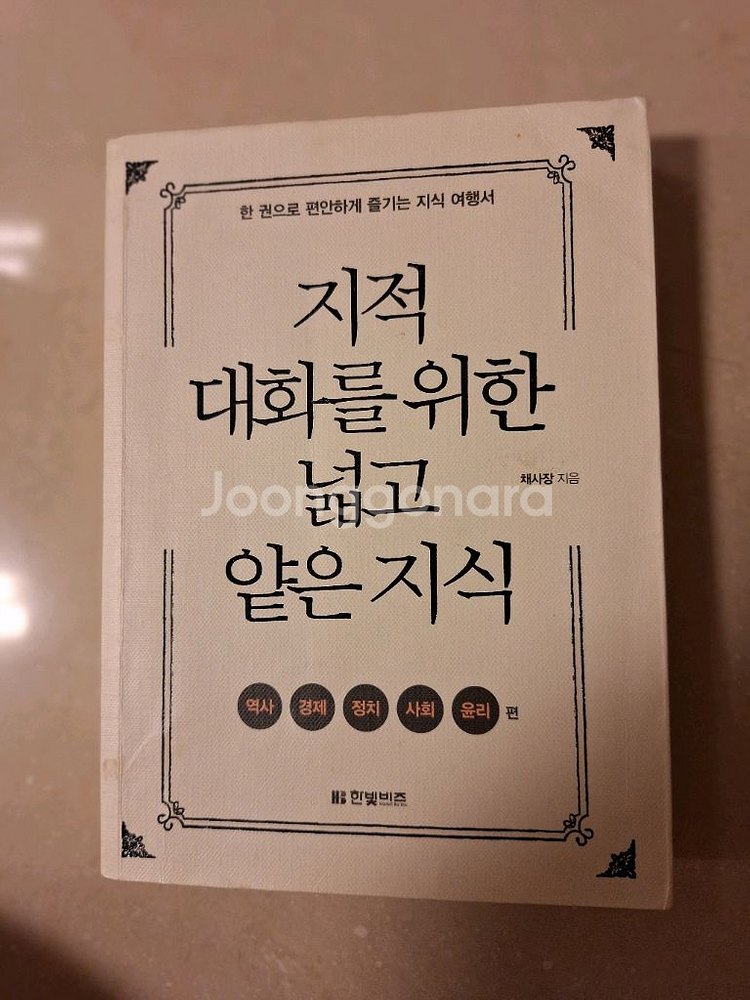 한 권으로 편안하게 즐기는 지식 여행서
지적
대화를 위한
넓고
채사장 지음
얕은 지식
Joonggonara
역사 경제 정치 사회 윤리 편
한빛비즈